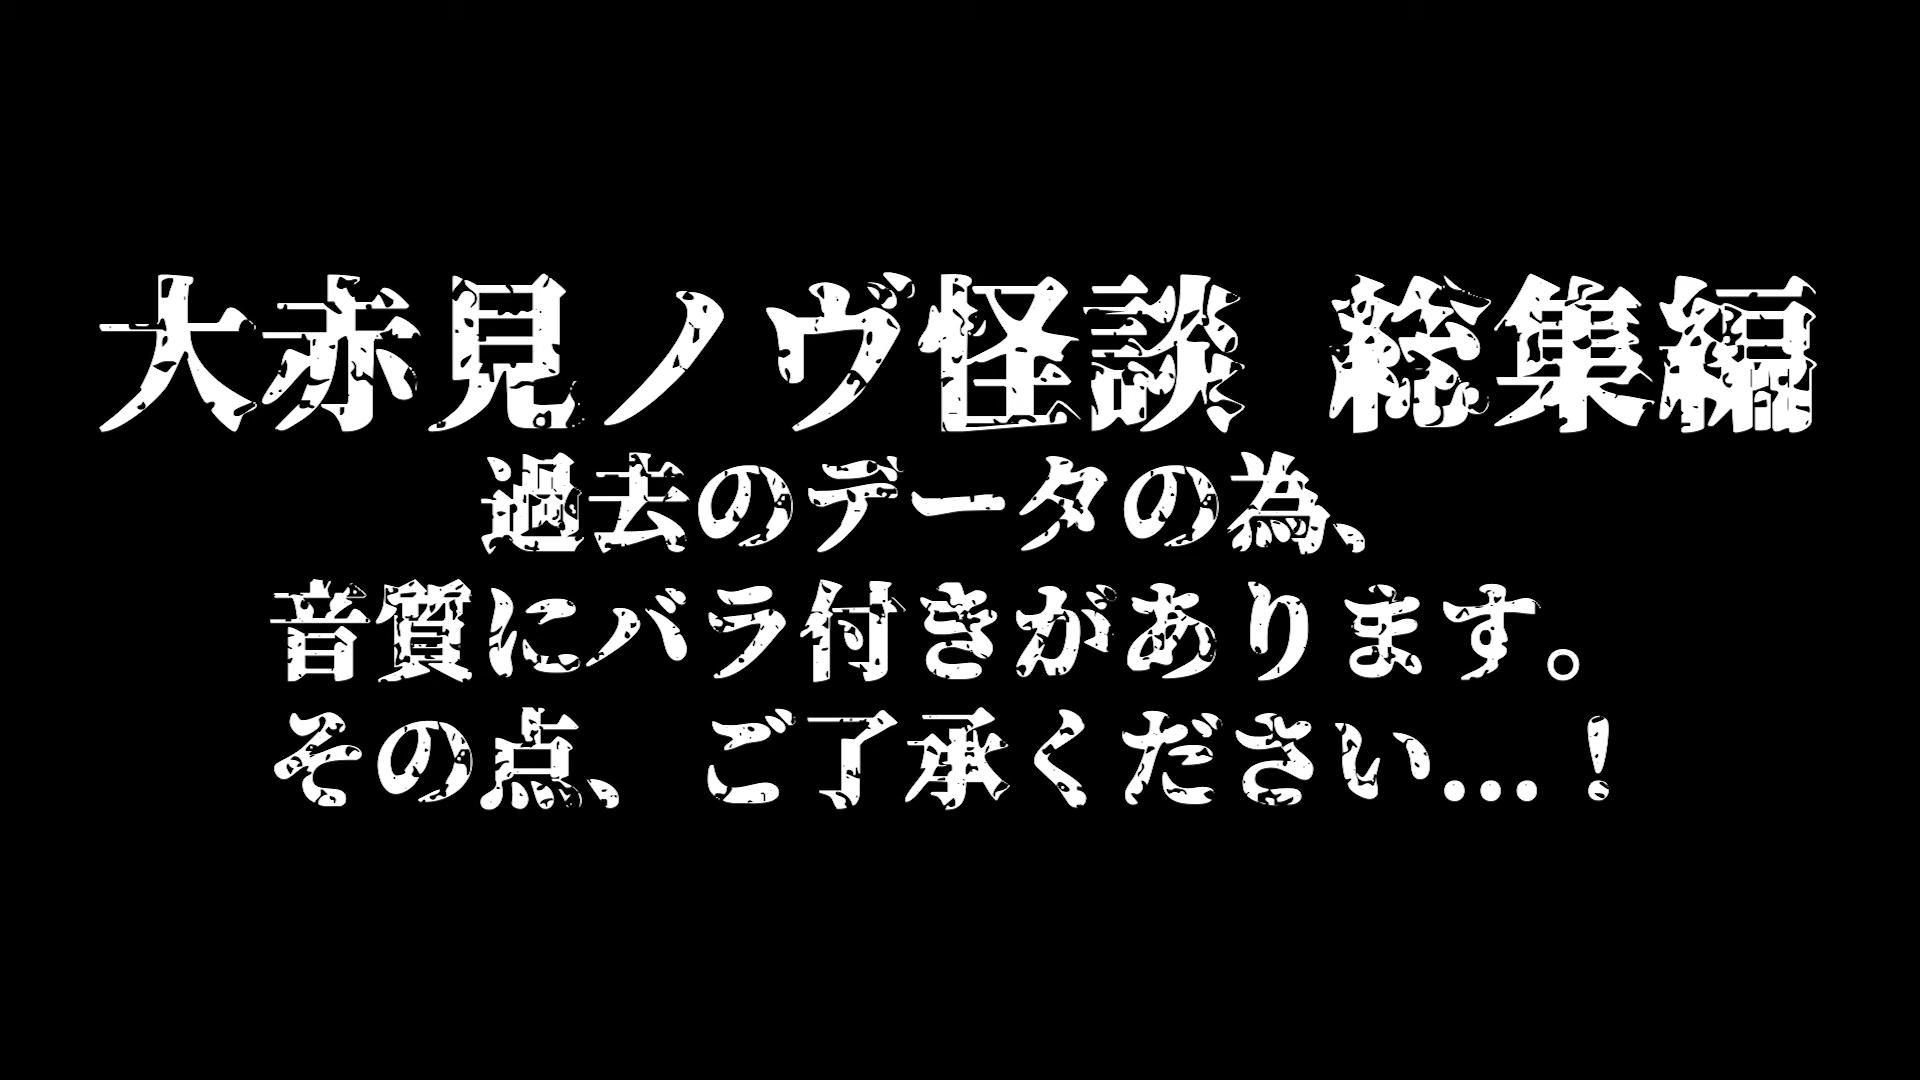 大赤見ノヴ怪談 総集編
過去のデータの為、
音質にバラ付きがあります。
その点、ご了承ください...！